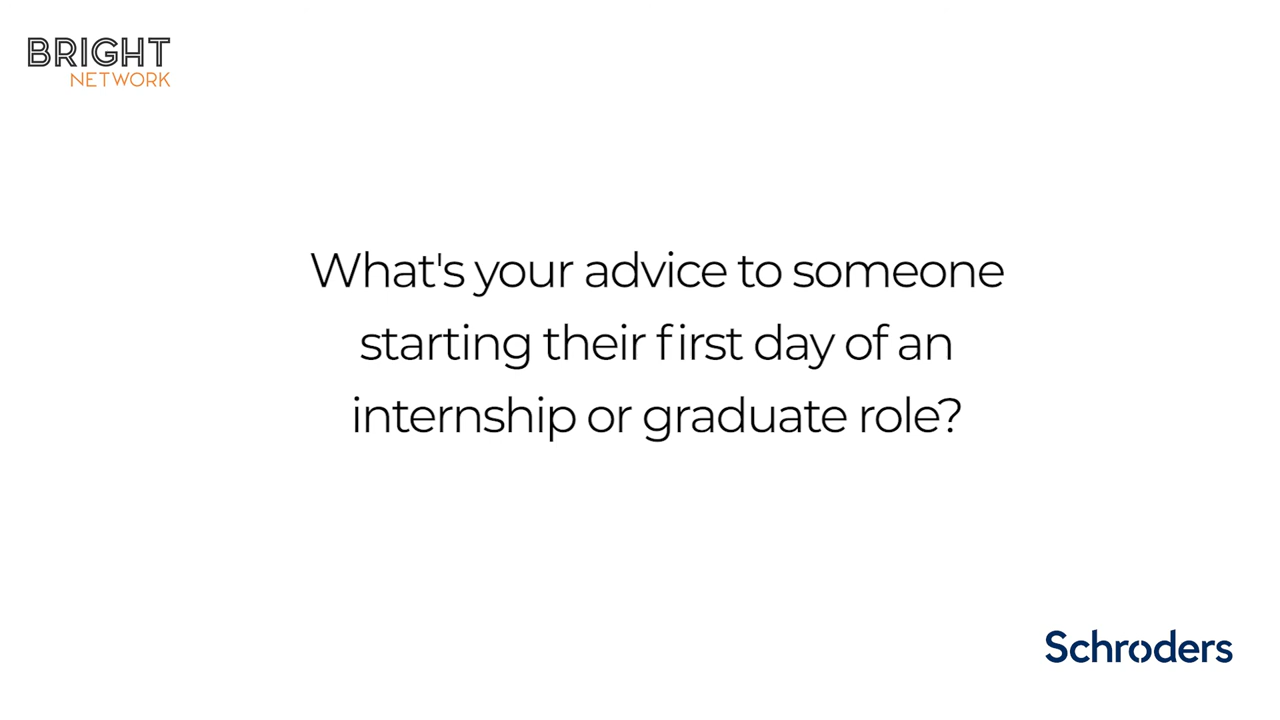 BRIGHT
NETWORK
What's your advice to someone
starting their first day of an
internship or graduate role?
Schroders